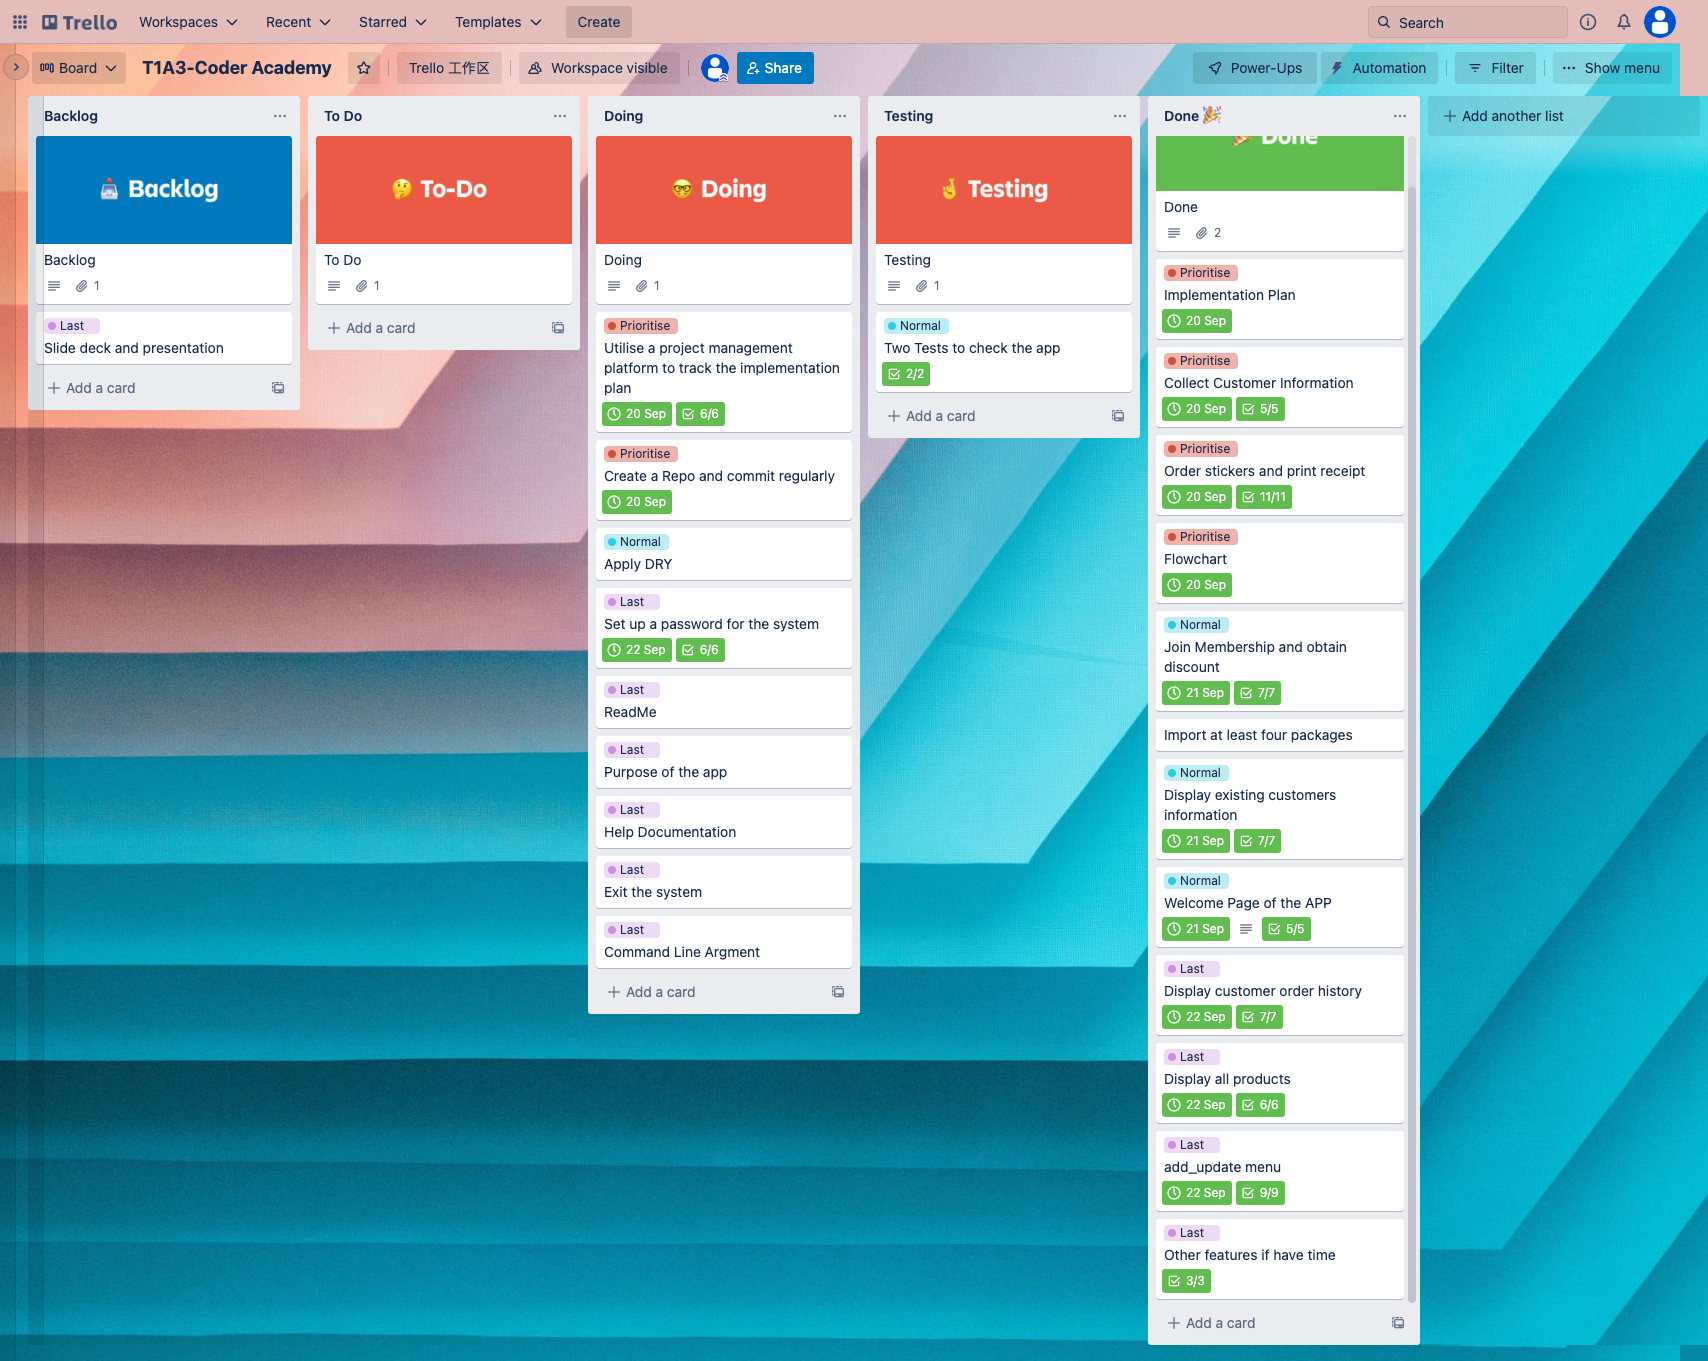 Trello Workspaces Recent Starred Templates Create Search
Board T1A3-Coder Academy Trello 工作区 Workspace visible Share Power-Ups Automation Filter Show menu
Backlog
Backlog
Backlog
1
Last
Slide deck and presentation
Add a card
To Do
To-Do
To Do
1
Add a card
Doing
Doing
Doing
1
Prioritise
Utilise a project management
platform to track the implementation
plan
20 Sep 6/6
Prioritise
Create a Repo and commit regularly
20 Sep
Normal
Apply DRY
Last
Set up a password for the system
22 Sep 6/6
Last
ReadMe
Last
Purpose of the app
Last
Help Documentation
Last
Exit the system
Last
Command Line Argment
Add a card
Testing
Testing
Testing
1
Normal
Two Tests to check the app
2/2
Add a card
Done
Done
Done
2
Prioritise
Implementation Plan
20 Sep
Prioritise
Collect Customer Information
20 Sep 5/5
Prioritise
Order stickers and print receipt
20 Sep 11/11
Prioritise
Flowchart
20 Sep
Normal
Join Membership and obtain
discount
21 Sep 7/7
Import at least four packages
Normal
Display existing customers
information
21 Sep 7/7
Normal
Welcome Page of the APP
21 Sep 5/5
Last
Display customer order history
22 Sep 7/7
Last
Display all products
22 Sep 6/6
Last
add_update menu
22 Sep 9/9
Last
Other features if have time
3/3
Add a card
Add another list